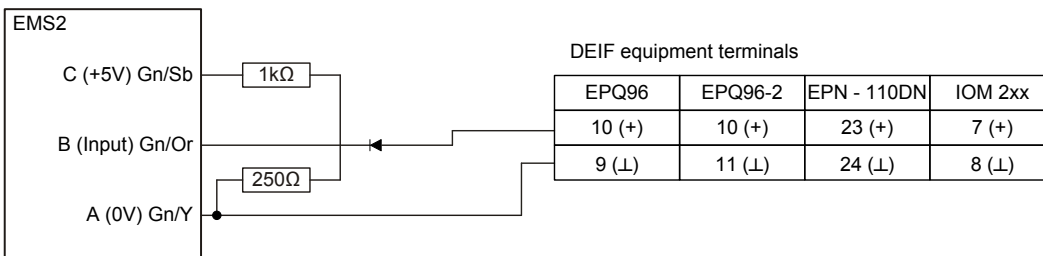 EMS2
C (+5V) Gn/Sb
1kΩ
B (Input) Gn/Or
250Ω
A (0V) Gn/Y
DEIF equipment terminals
EPQ96 EPQ96-2 EPN - 110DN IOM 2xx
10 (+) 10 (+) 23 (+) 7 (+)
9 (⊥) 11 (⊥) 24 (⊥) 8 (⊥)